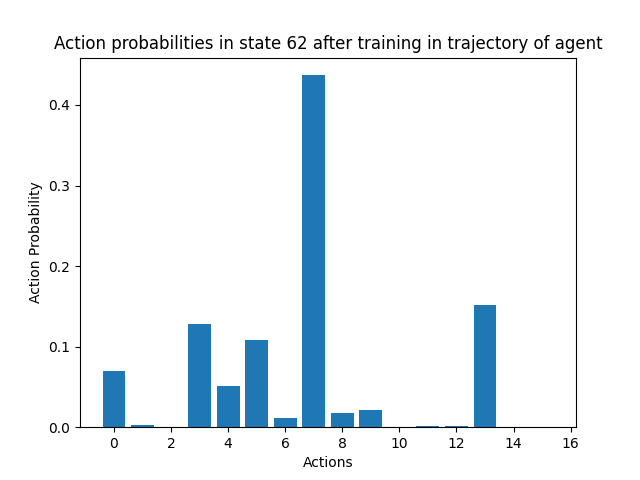 Action probabilities in state 62 after training in trajectory of agent
0.4
0.3
0.2
0.1
0.0
Action Probability
0 2 4 6 8 10 12 14 16
Actions